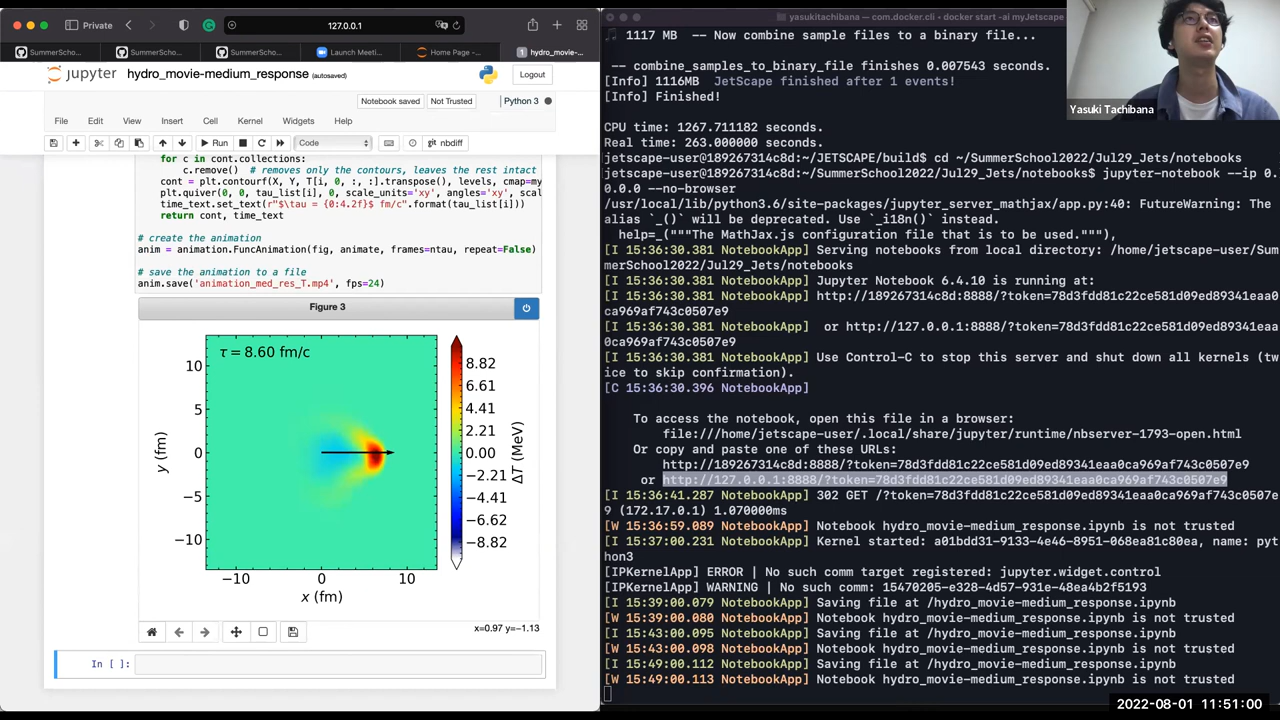 Private
127.0.0.1
SummerScho...
SummerScho...
SummerScho...
Launch Meeti...
Home Page -...
1 hydro_movie-...
jupyter hydro_movie-medium_response (autosaved)
Logout
Notebook saved
Not Trusted
Python 3
File Edit View Insert Cell Kernel Widgets Help
Run
Code
nbdiff
for c in cont.collections:
c.remove() # removes only the contours, leaves the rest intact
cont = plt.contourf(X, Y, T[i, 0, :, :].transpose(), levels, cmap=my
plt.quiver(0, 0, tau_list[i], 0, scale_units='xy', angles='xy', scal
time_text.set_text(r"$\tau = {0:4.2f}$ fm/c".format(tau_list[i]))
return cont, time_text
# create the animation
anim = animation.FuncAnimation(fig, animate, frames=ntau, repeat=False)
# save the animation to a file
anim.save('animation_med_res_T.mp4', fps=24)
Figure 3
τ = 8.60 fm/c
10
5
0
−5
−10
y (fm)
−10 0 10
x (fm)
8.82
6.61
4.41
2.21
0.00
−2.21
−4.41
−6.62
−8.82
ΔT (MeV)
x=0.97 y=-1.13
In [ ]:
yasukitachibana — com.docker.cli • docker start -ai myJetscape
1117 MB -- Now combine sample files to a binary file...
-- combine_samples_to_binary_file finishes 0.007543 seconds.
[Info] 1116MB JetScape finished after 1 events!
[Info] Finished!
CPU time: 1267.711182 seconds.
Real time: 263.000000 seconds.
jetscape-user@189267314c8d:~/JETSCAPE/build$ cd ~/SummerSchool2022/Jul29_Jets/notebooks
jetscape-user@189267314c8d:~/SummerSchool2022/Jul29_Jets/notebooks$ jupyter-notebook --ip 0.
0.0.0 --no-browser
/usr/local/lib/python3.6/site-packages/jupyter_server_mathjax/app.py:40: FutureWarning: The
alias `_()` will be deprecated. Use `_i18n()` instead.
help=_("""The MathJax.js configuration file that is to be used."""),
[I 15:36:30.381 NotebookApp] Serving notebooks from local directory: /home/jetscape-user/Sum
merSchool2022/Jul29_Jets/notebooks
[I 15:36:30.381 NotebookApp] Jupyter Notebook 6.4.10 is running at:
[I 15:36:30.381 NotebookApp] http://189267314c8d:8888/?token=78d3fdd81c22ce581d09ed89341eaa0
ca969af743c0507e9
[I 15:36:30.381 NotebookApp] or http://127.0.0.1:8888/?token=78d3fdd81c22ce581d09ed89341eaa
0ca969af743c0507e9
[I 15:36:30.381 NotebookApp] Use Control-C to stop this server and shut down all kernels (tw
ice to skip confirmation).
[C 15:36:30.396 NotebookApp]
To access the notebook, open this file in a browser:
file:///home/jetscape-user/.local/share/jupyter/runtime/nbserver-1793-open.html
Or copy and paste one of these URLs:
http://189267314c8d:8888/?token=78d3fdd81c22ce581d09ed89341eaa0ca969af743c0507e9
or http://127.0.0.1:8888/?token=78d3fdd81c22ce581d09ed89341eaa0ca969af743c0507e9
[I 15:36:41.287 NotebookApp] 302 GET /?token=78d3fdd81c22ce581d09ed89341eaa0ca969af743c0507e
9 (172.17.0.1) 1.070000ms
[W 15:36:59.089 NotebookApp] Notebook hydro_movie-medium_response.ipynb is not trusted
[I 15:37:00.231 NotebookApp] Kernel started: a01bdd31-9133-4e46-8951-068ea81c80ea, name: pyt
hon3
[IPKernelApp] ERROR | No such comm target registered: jupyter.widget.control
[IPKernelApp] WARNING | No such comm: 15470205-e328-4d57-931e-48ea4b2f5193
[I 15:39:00.079 NotebookApp] Saving file at /hydro_movie-medium_response.ipynb
[W 15:39:00.080 NotebookApp] Notebook hydro_movie-medium_response.ipynb is not trusted
[I 15:43:00.095 NotebookApp] Saving file at /hydro_movie-medium_response.ipynb
[W 15:43:00.098 NotebookApp] Notebook hydro_movie-medium_response.ipynb is not trusted
[I 15:49:00.112 NotebookApp] Saving file at /hydro_movie-medium_response.ipynb
[W 15:49:00.113 NotebookApp] Notebook hydro_movie-medium_response.ipynb is not trusted
Yasuki Tachibana
2022-08-01 11:51:00